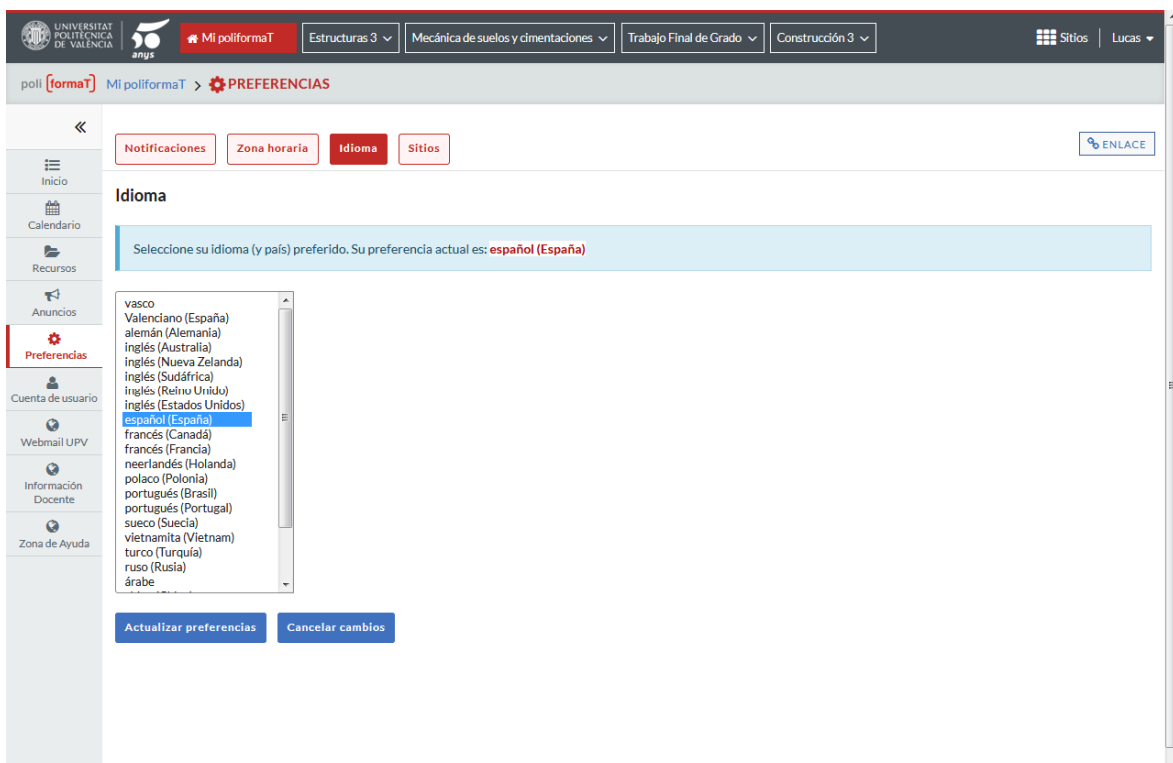 UNIVERSITAT
POLITÈCNICA
DE VALÈNCIA
50
anys
Mi poliformaT
Estructuras 3
Mecánica de suelos y cimentaciones
Trabajo Final de Grado
Construcción 3
Sitios
Lucas
poli [formaT]
Mi poliformaT > PREFERENCIAS
Notificaciones
Zona horaria
Idioma
Sitios
ENLACE
Inicio
Calendario
Recursos
Anuncios
Preferencias
Cuenta de usuario
Webmail UPV
Información
Docente
Zona de Ayuda
Idioma
Seleccione su idioma (y país) preferido. Su preferencia actual es: español (España)
vasco
Valenciano (España)
alemán (Alemania)
inglés (Australia)
inglés (Nueva Zelanda)
inglés (Sudáfrica)
inglés (Reino Unido)
inglés (Estados Unidos)
español (España)
francés (Canadá)
francés (Francia)
neerlandés (Holanda)
polaco (Polonia)
portugués (Brasil)
portugués (Portugal)
sueco (Suecia)
vietnamita (Vietnam)
turco (Turquía)
ruso (Rusia)
árabe
Actualizar preferencias
Cancelar cambios